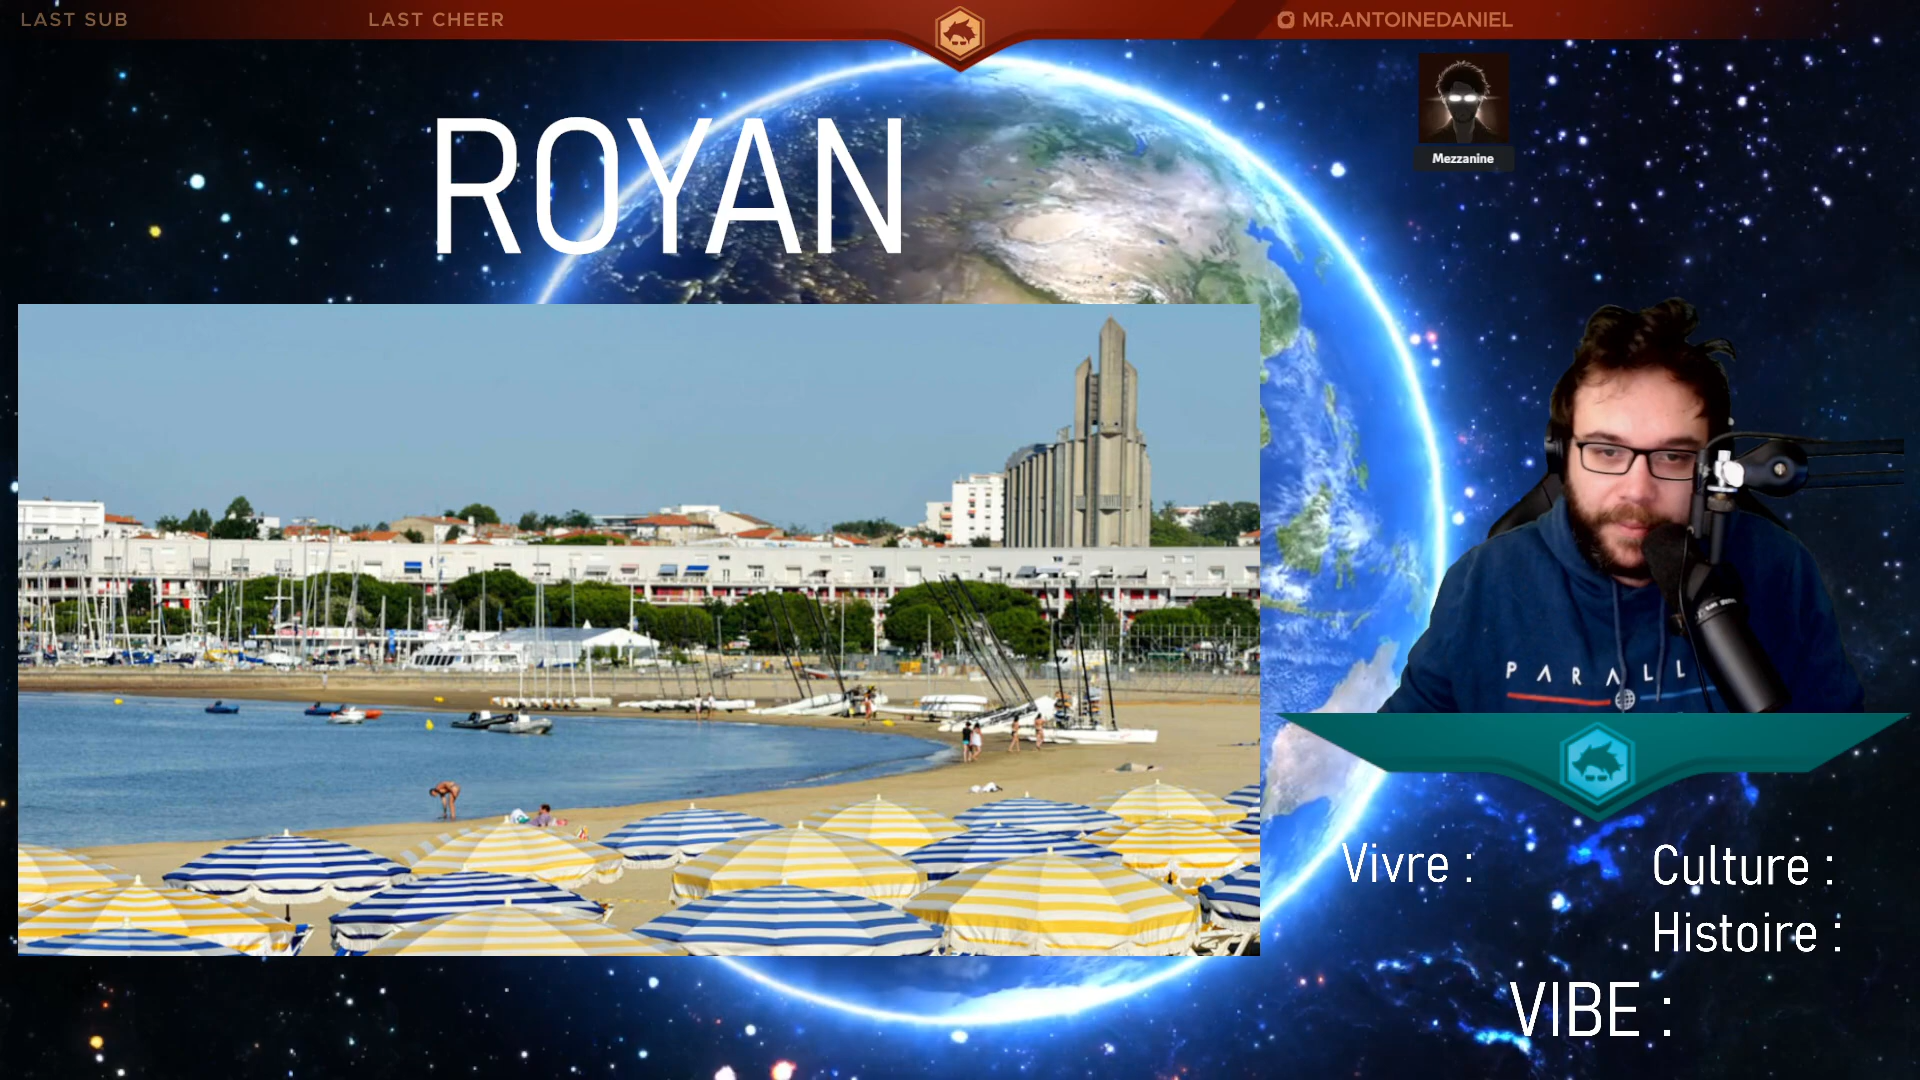 LAST SUB
LAST CHEER
MR.ANTOINEDANIEL
Mezzanine
ROYAN
PARALL
Vivre :
Culture :
Histoire :
VIBE :